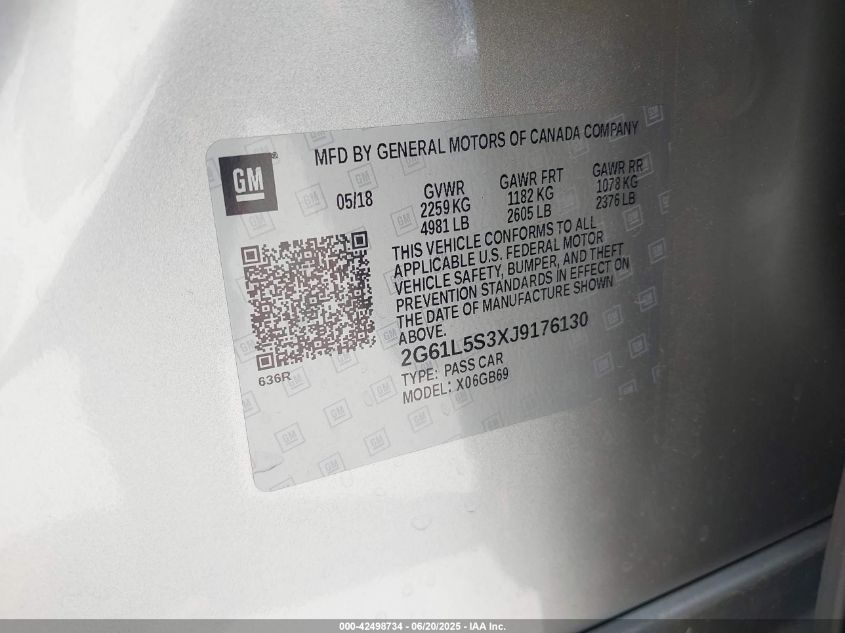 MFD BY GENERAL MOTORS OF CANADA COMPANY
GM®
05/18
GVWR GAWR FRT GAWR RR
2259 KG 1182 KG 1078 KG
4981 LB 2605 LB 2376 LB
THIS VEHICLE CONFORMS TO ALL
APPLICABLE U.S. FEDERAL MOTOR
VEHICLE SAFETY, BUMPER, AND THEFT
PREVENTION STANDARDS IN EFFECT ON
THE DATE OF MANUFACTURE SHOWN
ABOVE.
2G61L5S3XJ9176130
636R
TYPE: PASS CAR
MODEL: X06GB69
000-42498734 - 06/20/2025 - IAA Inc.